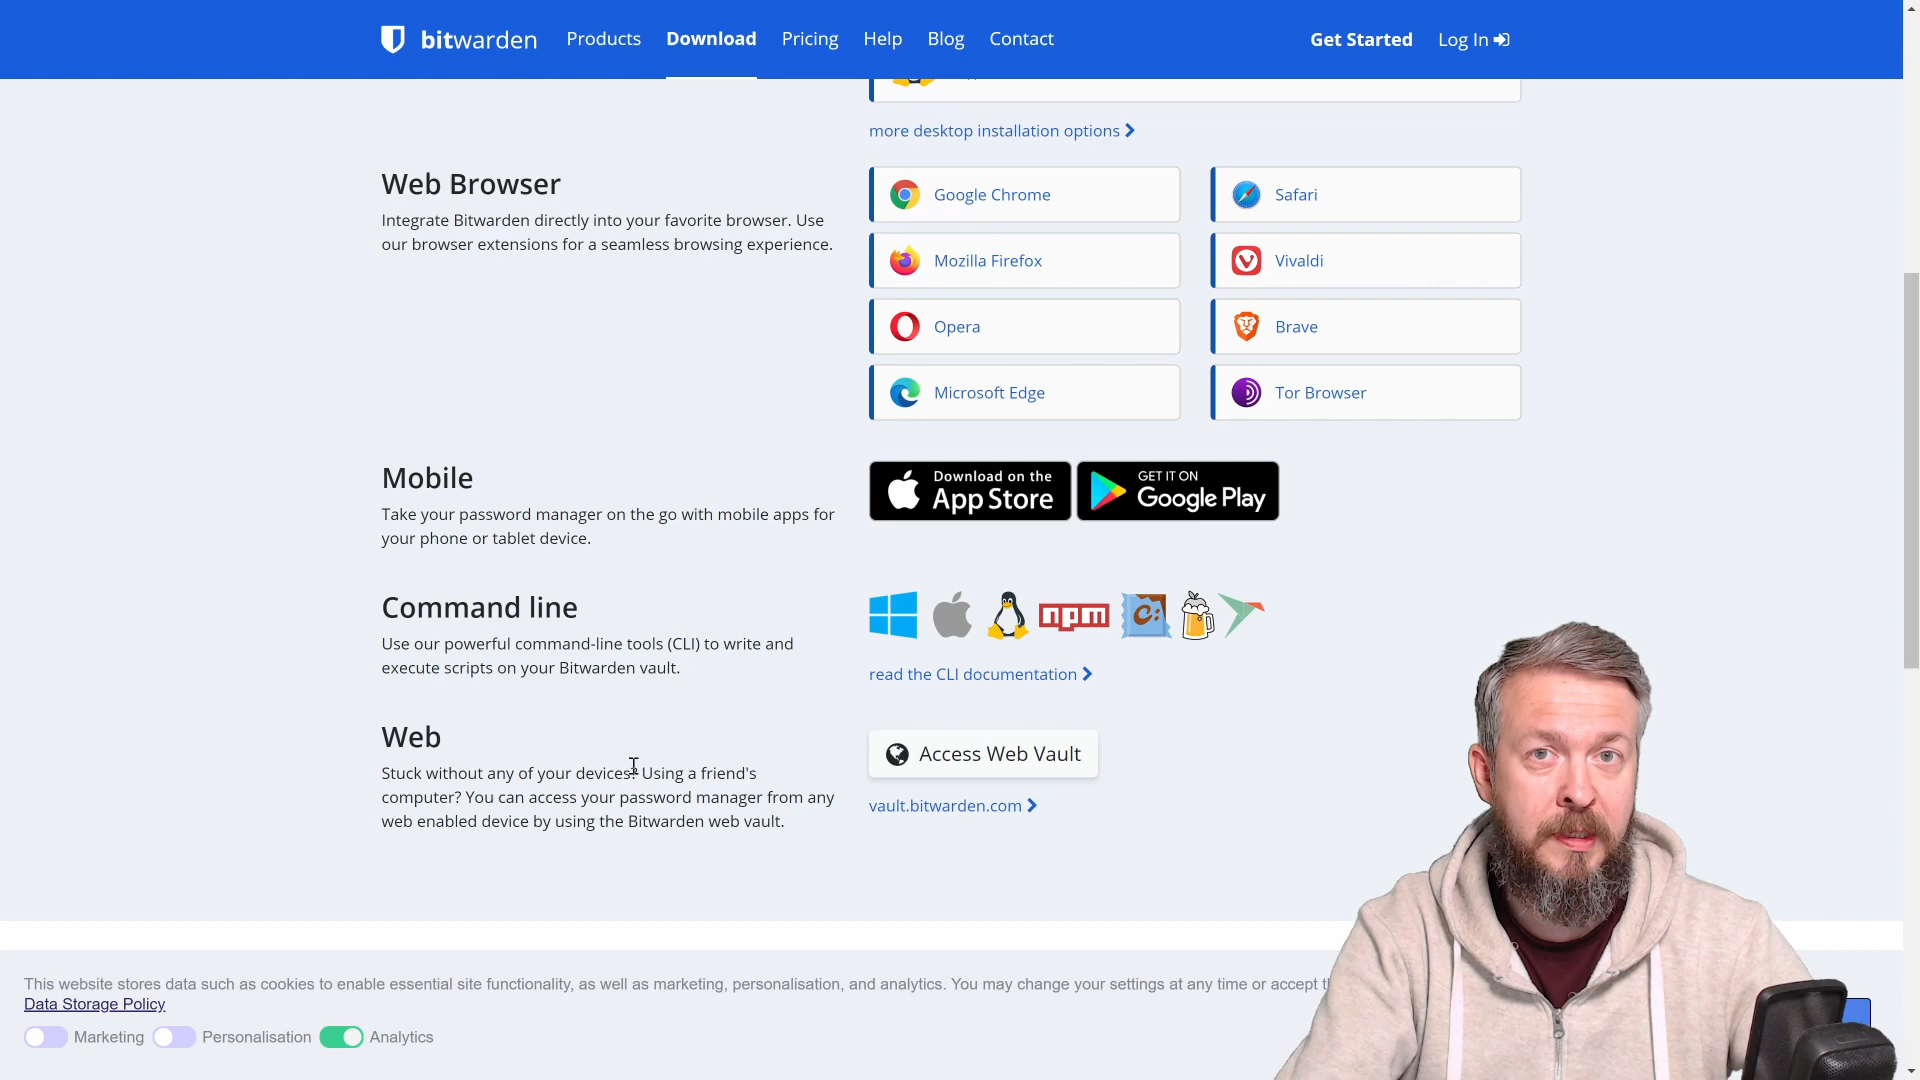 bitwarden
Products
Download
Pricing
Help
Blog
Contact
Get Started
Log In
more desktop installation options
Web Browser
Integrate Bitwarden directly into your favorite browser. Use
our browser extensions for a seamless browsing experience.
Google Chrome
Safari
Mozilla Firefox
Vivaldi
Opera
Brave
Microsoft Edge
Tor Browser
Mobile
Take your password manager on the go with mobile apps for
your phone or tablet device.
Download on the
App Store
GET IT ON
Google Play
Command line
Use our powerful command-line tools (CLI) to write and
execute scripts on your Bitwarden vault.
npm
read the CLI documentation
Web
Stuck without any of your devices? Using a friend's
computer? You can access your password manager from any
web enabled device by using the Bitwarden web vault.
Access Web Vault
vault.bitwarden.com
This website stores data such as cookies to enable essential site functionality, as well as marketing, personalisation, and analytics. You may change your settings at any time or accept
Data Storage Policy
Marketing
Personalisation
Analytics